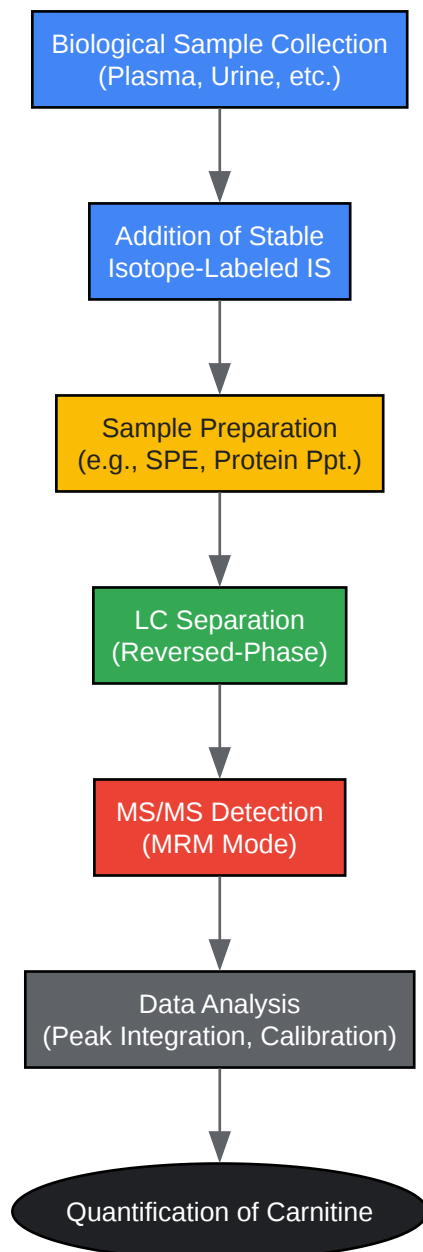 Biological Sample Collection
(Plasma, Urine, etc.)
Addition of Stable
Isotope-Labeled IS
Sample Preparation
(e.g., SPE, Protein Ppt.)
LC Separation
(Reversed-Phase)
MS/MS Detection
(MRM Mode)
Data Analysis
(Peak Integration, Calibration)
Quantification of Carnitine